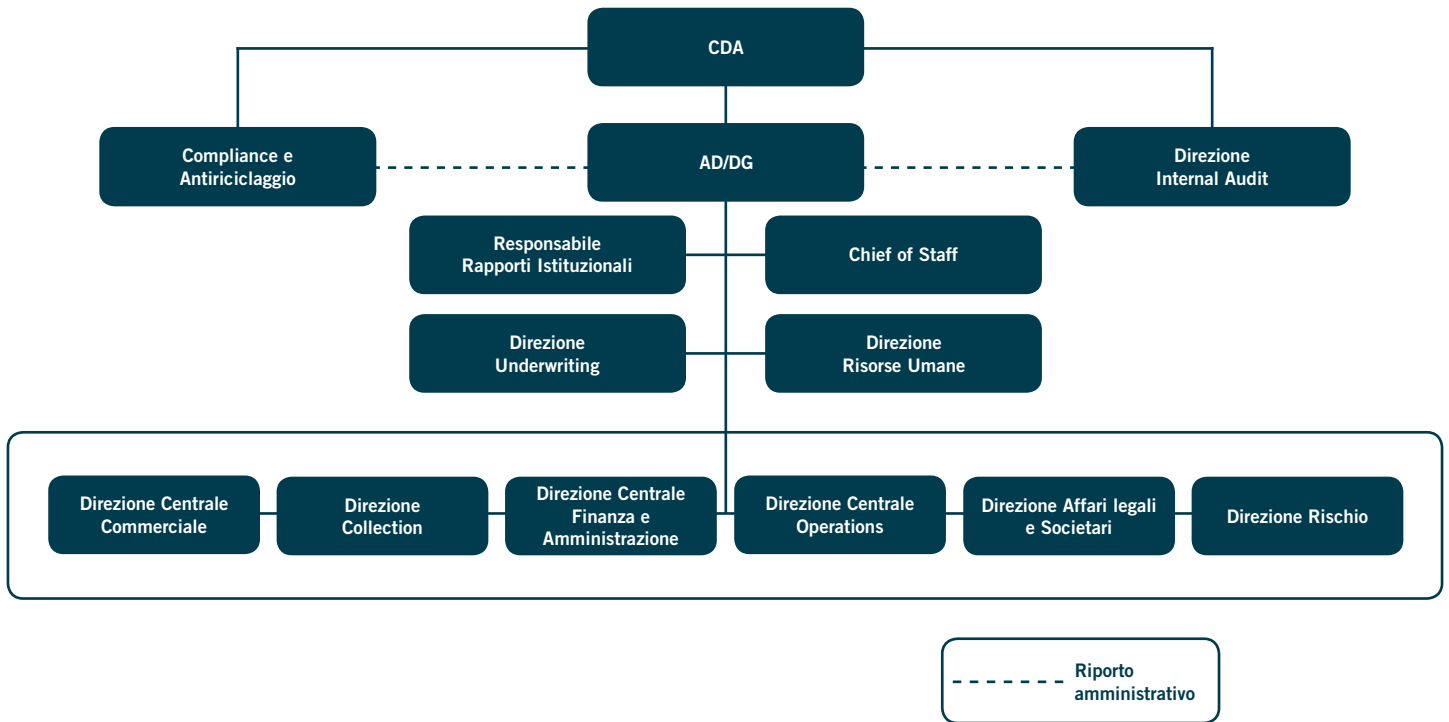 CDA
Compliance e
Antiriciclaggio
AD/DG
Direzione
Internal Audit
Responsabile
Rapporti Istituzionali
Chief of Staff
Direzione
Underwriting
Direzione
Risorse Umane
Direzione Centrale
Commerciale
Direzione
Collection
Direzione Centrale
Finanza e
Amministrazione
Direzione Centrale
Operations
Direzione Affari legali
e Societari
Direzione Rischio
Riporto
amministrativo